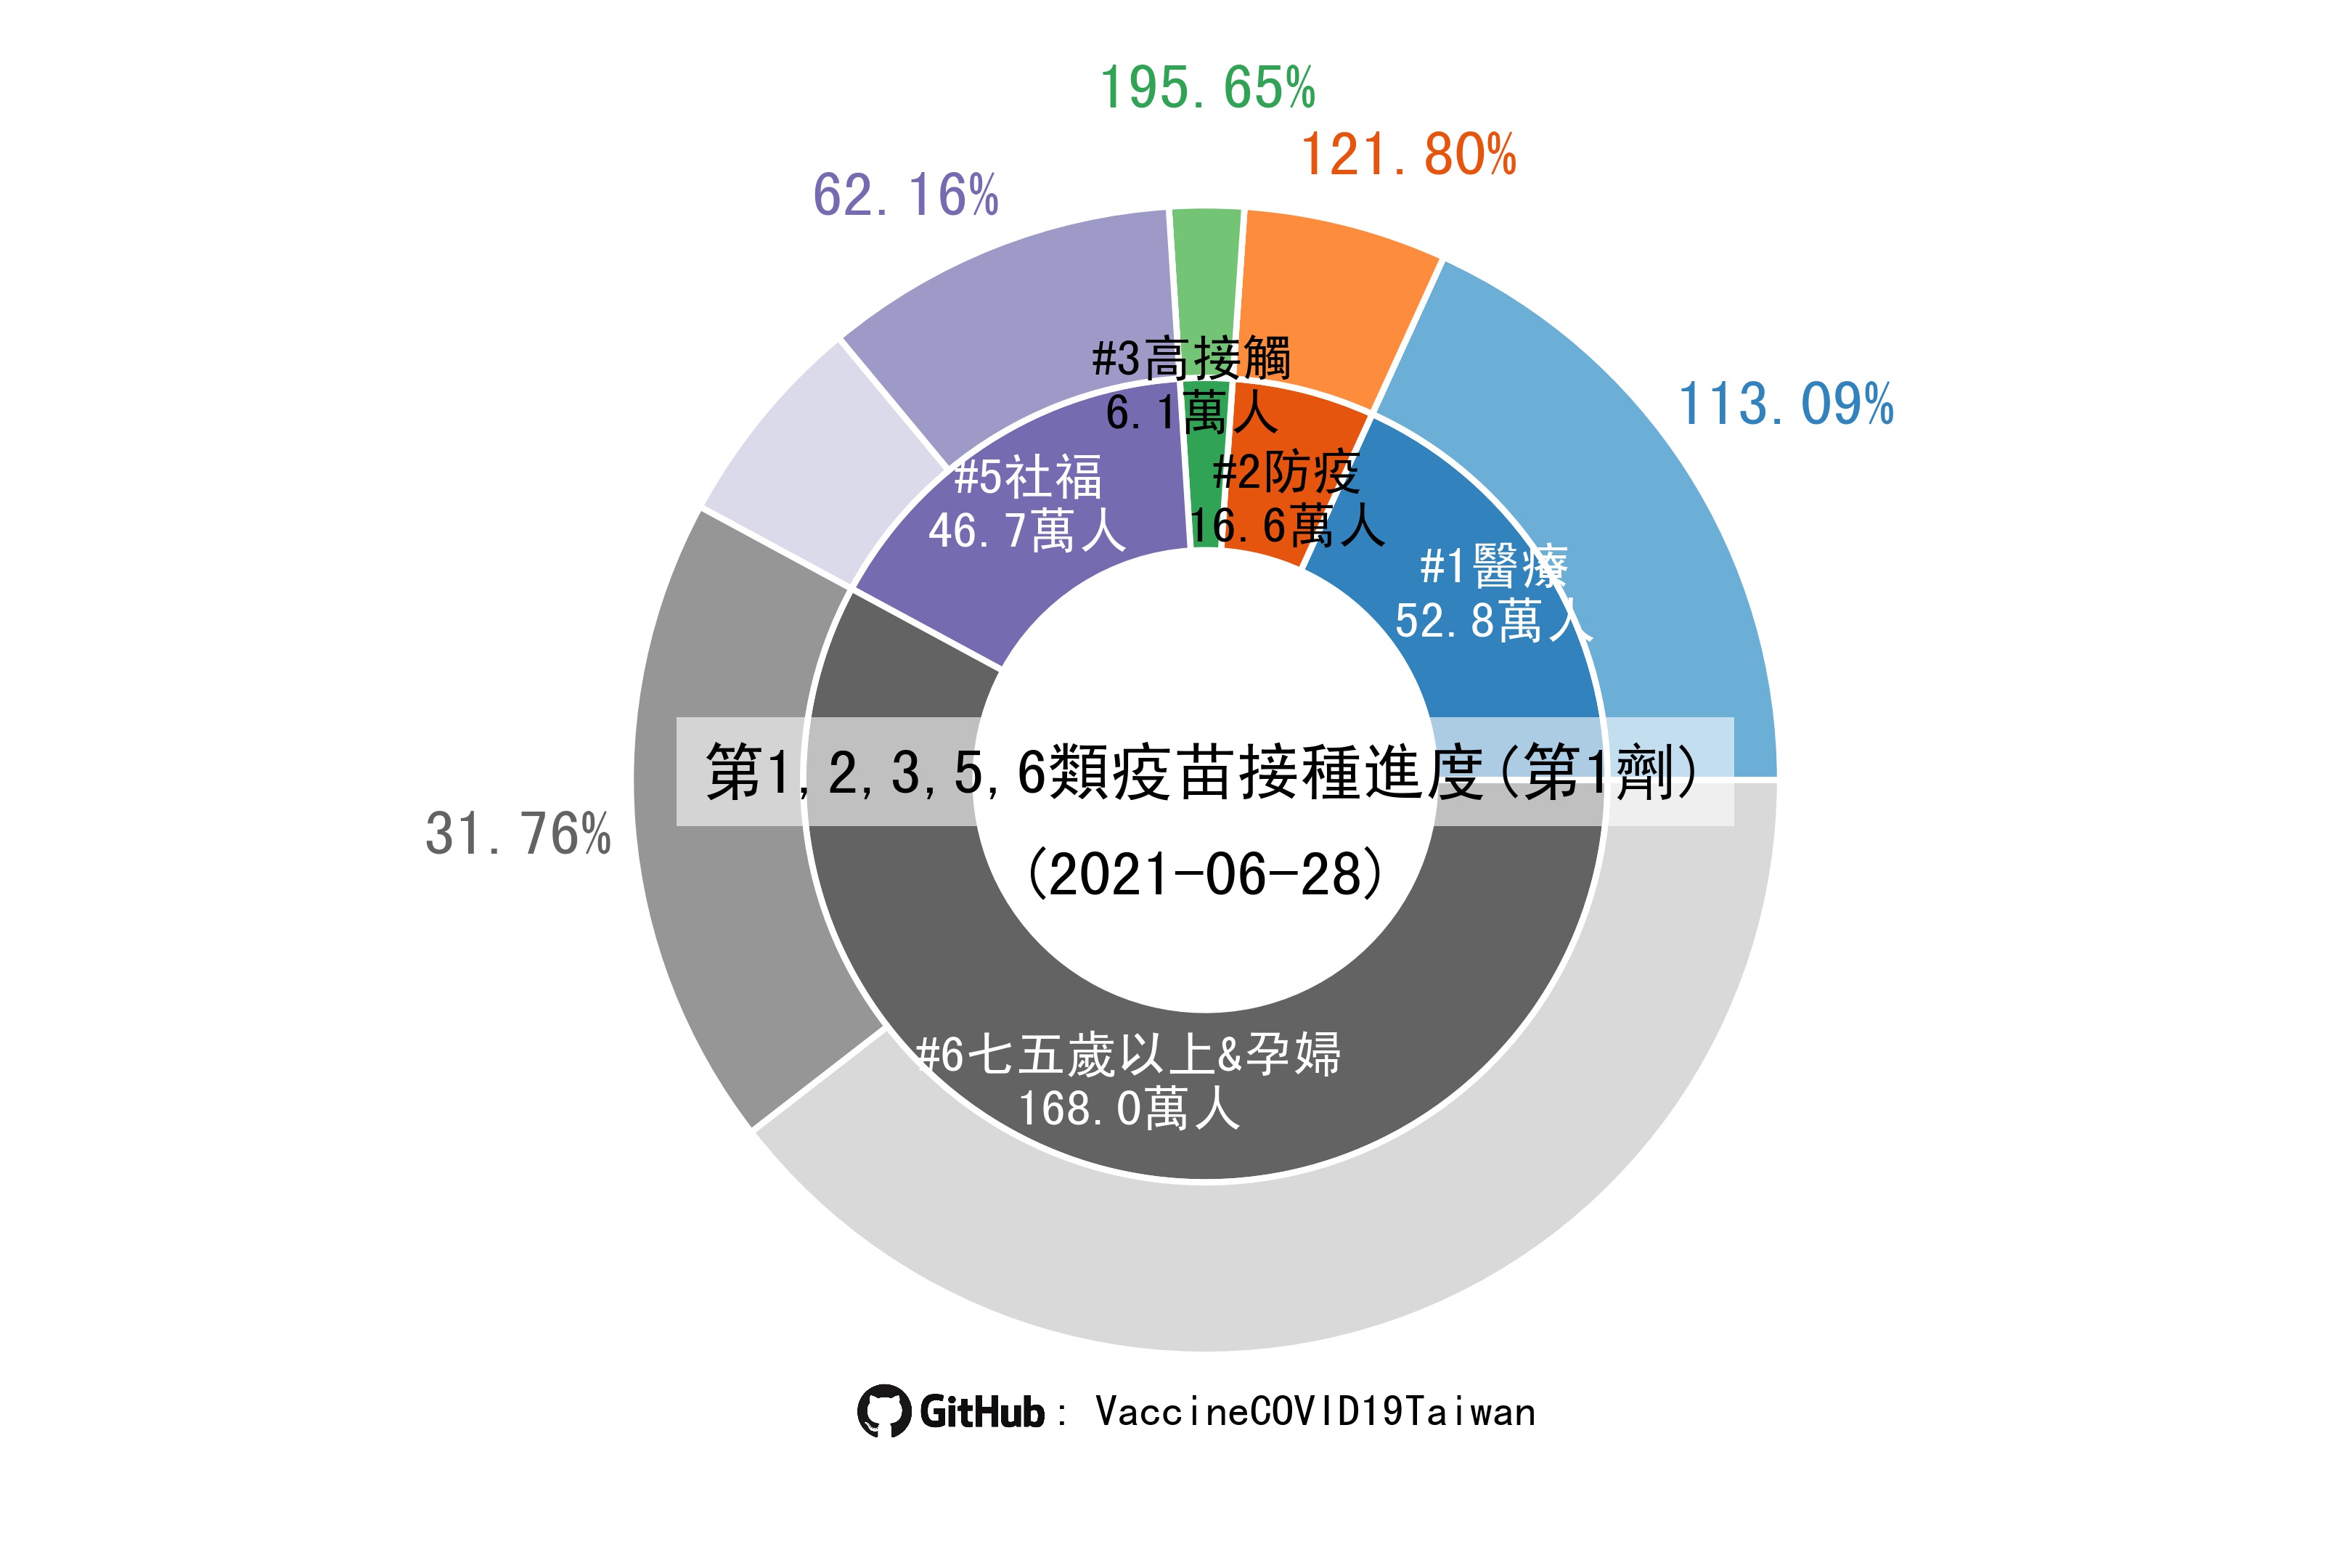 195.65%
121.80%
62.16%
113.09%
#3高接觸
6.1萬人
#5社福
46.7萬人
#2防疫
16.6萬人
#1醫療
52.8萬人
第1,2,3,5,6類疫苗接種進度(第1劑)
(2021-06-28)
31.76%
#6七五歲以上&孕婦
168.0萬人
GitHub: VaccineCOVID19Taiwan